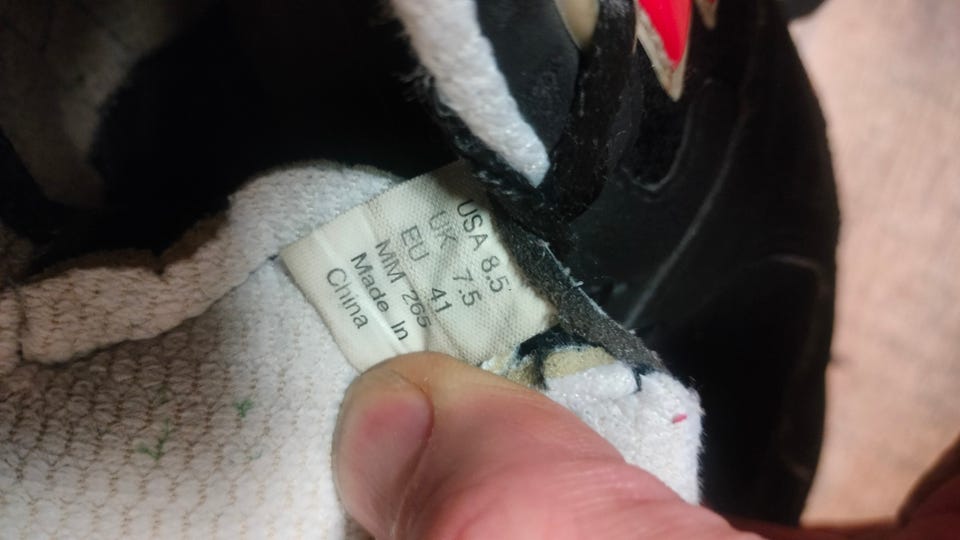 USA 8.5
UK 7.5
EU 41
MM 265
Made In
China